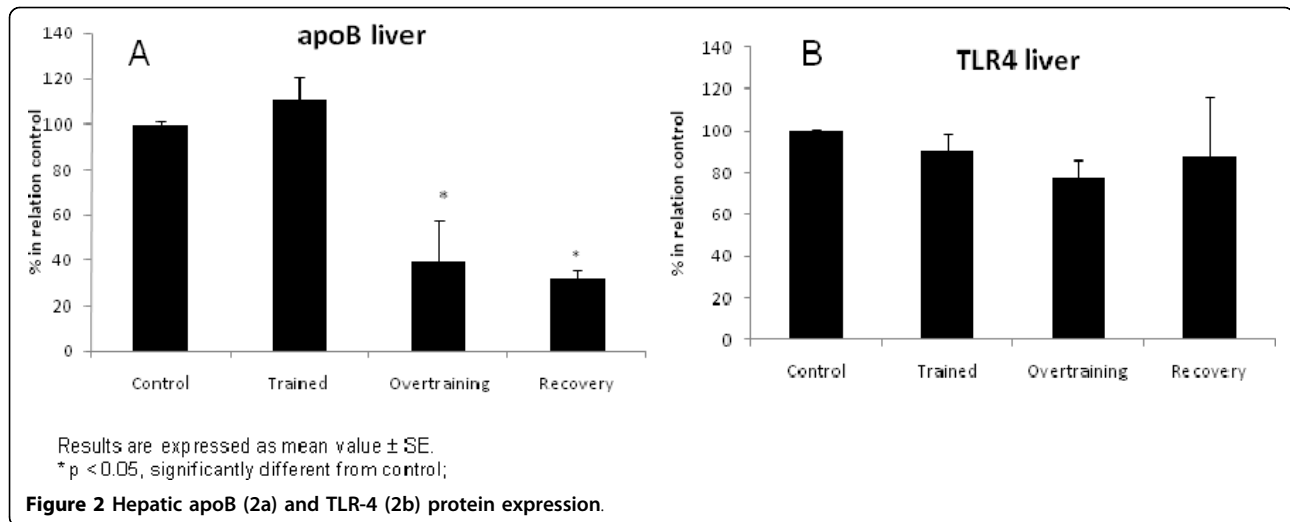 A
apoB liver
% in relation control
140
120
100
80
60
40
20
0
*
*
Control Trained Overtraining Recovery
B
TLR4 liver
% in relation control
140
120
100
80
60
40
20
0
Control Trained Overtraining Recovery
Results are expressed as mean value ± SE.
* p <0.05, significantly different from control;
Figure 2 Hepatic apoB (2a) and TLR-4 (2b) protein expression.